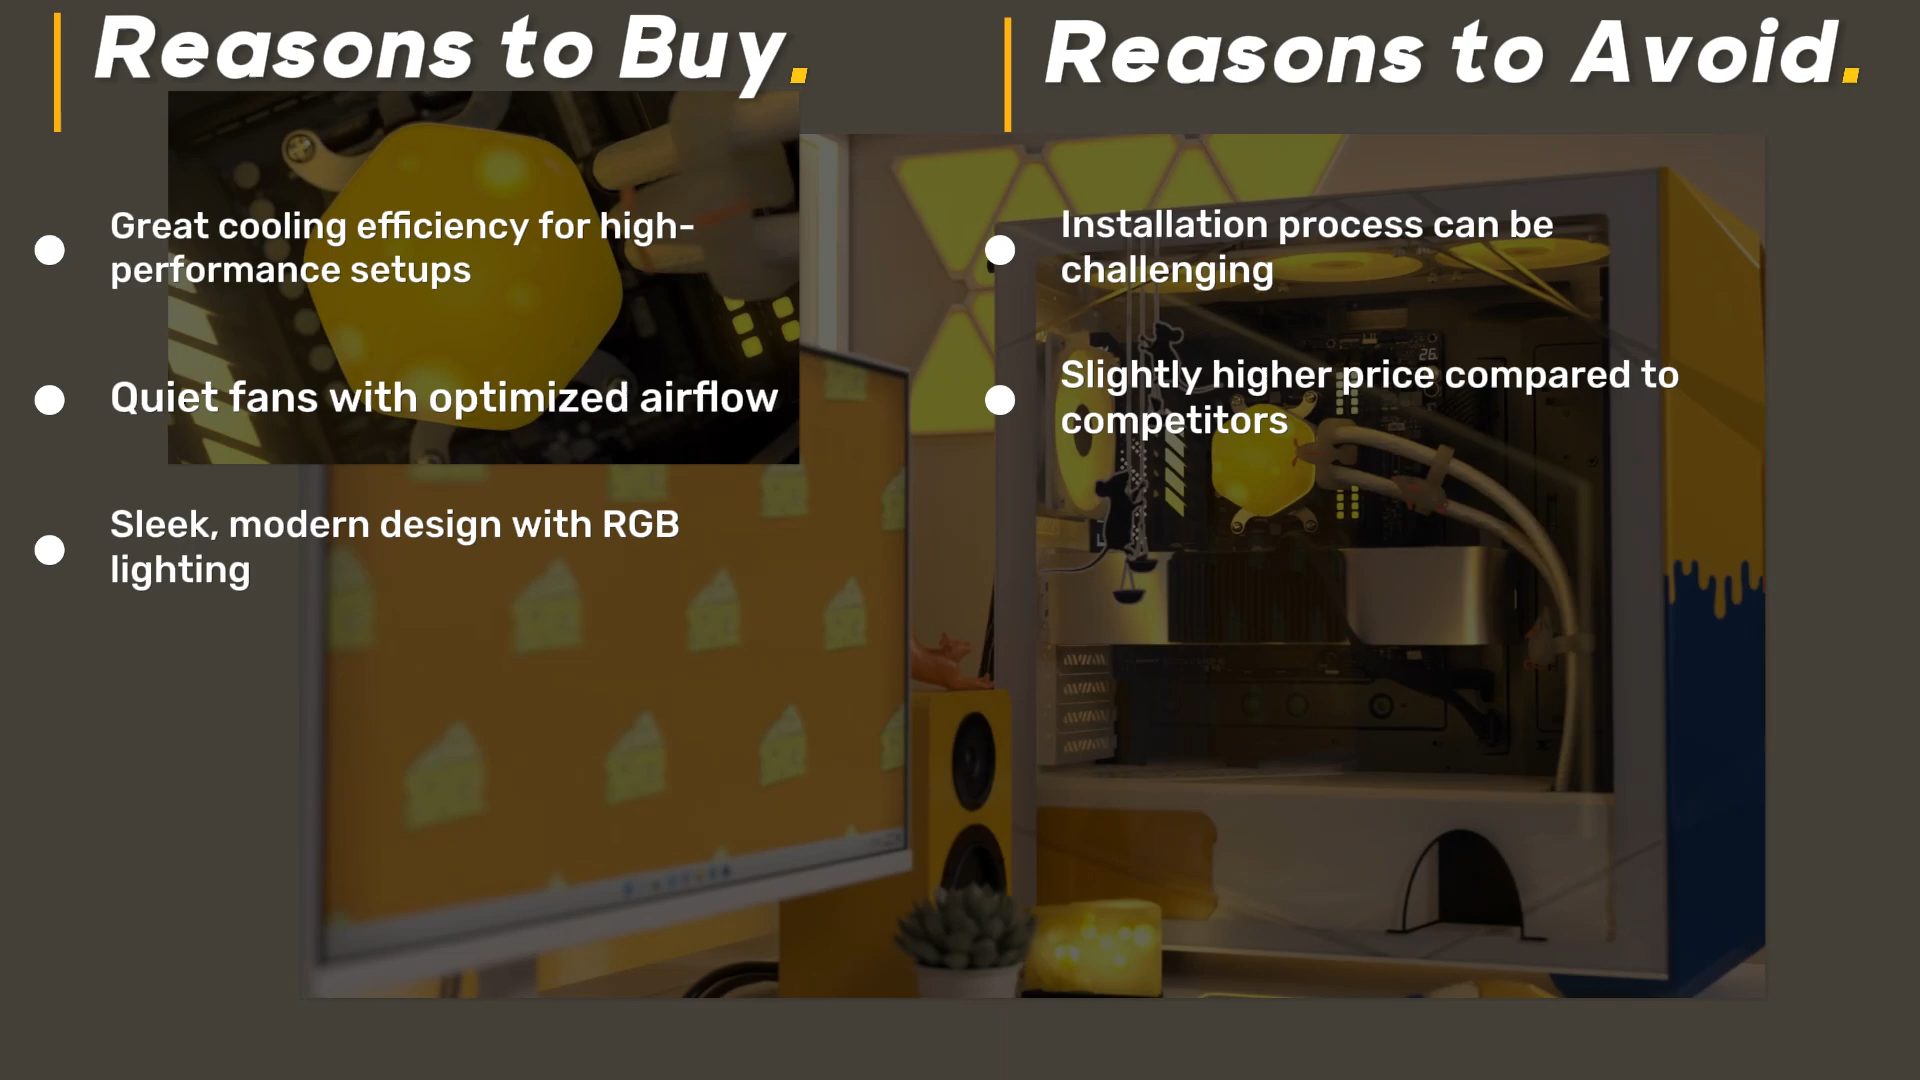 Reasons to Buy.
Great cooling efficiency for high-
performance setups
Quiet fans with optimized airflow
Sleek, modern design with RGB
lighting
Reasons to Avoid.
Installation process can be
challenging
Slightly higher price compared to
competitors
26